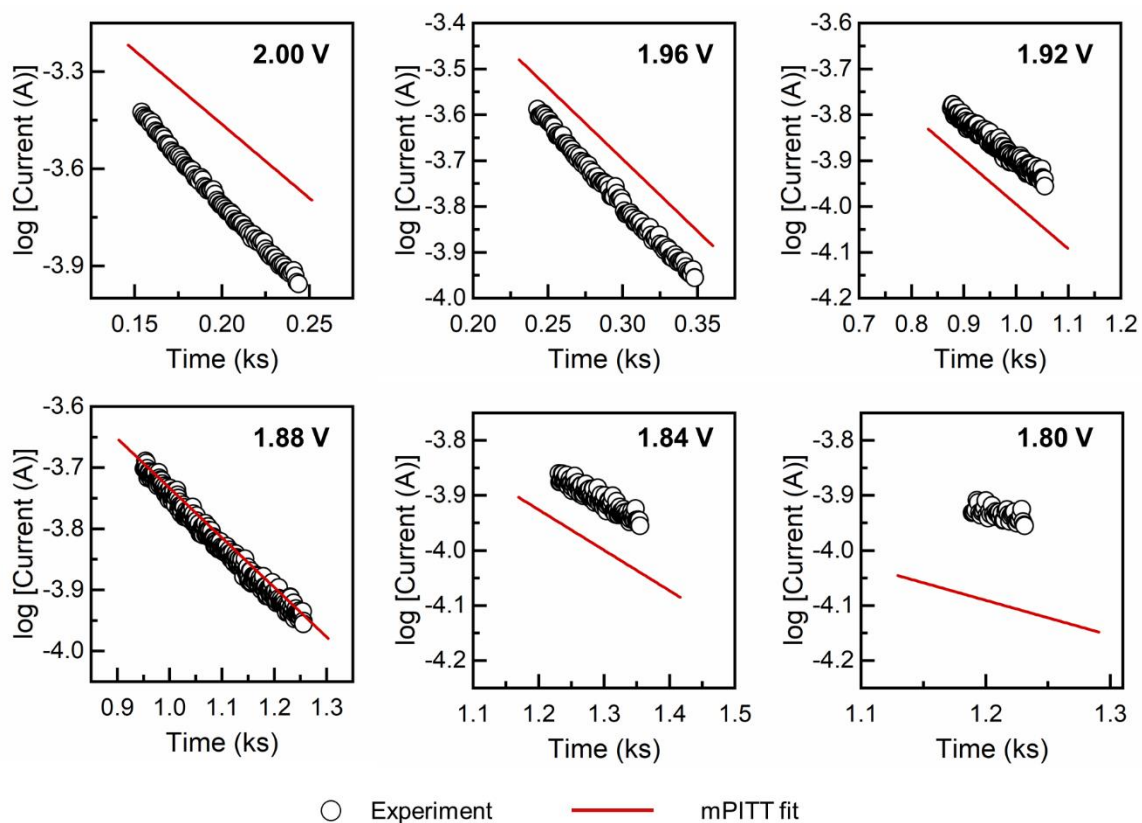 2.00 V
log [Current (A)]
-3.3
-3.6
-3.9
0.15 0.20 0.25
Time (ks)
1.96 V
log [Current (A)]
-3.4
-3.5
-3.6
-3.7
-3.8
-3.9
-4.0
0.20 0.25 0.30 0.35
Time (ks)
1.92 V
log [Current (A)]
-3.6
-3.7
-3.8
-3.9
-4.0
-4.1
-4.2
0.7 0.8 0.9 1.0 1.1 1.2
Time (ks)
1.88 V
log [Current (A)]
-3.6
-3.7
-3.8
-3.9
-4.0
0.9 1.0 1.1 1.2 1.3
Time (ks)
1.84 V
log [Current (A)]
-3.8
-3.9
-4.0
-4.1
-4.2
1.1 1.2 1.3 1.4 1.5
Time (ks)
1.80 V
log [Current (A)]
-3.8
-3.9
-4.0
-4.1
-4.2
1.1 1.2 1.3
Time (ks)
Experiment mPITT fit